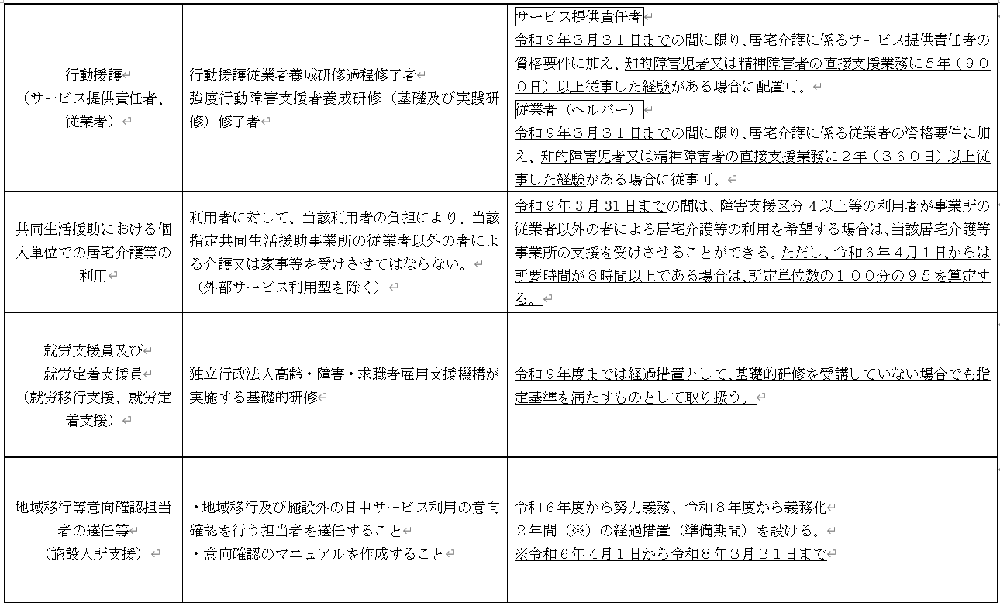 行動援護
（サービス提供責任者、
従業者）
行動援護従業者養成研修過程修了者
強度行動障害支援者養成研修（基礎及び実践研
修）修了者
サービス提供責任者
令和９年３月３１日までの間に限り、居宅介護に係るサービス提供責任者の
資格要件に加え、知的障害児者又は精神障害者の直接支援業務に５年（９０
０日）以上従事した経験がある場合に配置可。
従業者（ヘルパー）
令和９年３月３１日までの間に限り、居宅介護に係る従業者の資格要件に加
え、知的障害児者又は精神障害者の直接支援業務に２年（３６０日）以上従
事した経験がある場合に従事可。
共同生活援助における個
人単位での居宅介護等の
利用
利用者に対して、当該利用者の負担により、当該
指定共同生活援助事業所の従業者以外の者によ
る介護又は家事等を受けさせてはならない。
（外部サービス利用型を除く）
令和９年 3 月 31 日までの間は、障害支援区分 4 以上等の利用者が事業所の
従業者以外の者による居宅介護等の利用を希望する場合は、当該居宅介護等
事業所の支援を受けさせることができる。ただし、令和６年４月１日からは
所要時間が８時間以上である場合は、所定単位数の１００分の９５を算定す
る。
就労支援員及び
就労定着支援員
（就労移行支援、就労定
着支援）
独立行政法人高齢・障害・求職者雇用支援機構が
実施する基礎的研修
令和９年度までは経過措置として、基礎的研修を受講していない場合でも指
定基準を満たすものとして取り扱う。
地域移行等意向確認担当
者の選任等
（施設入所支援）
・地域移行及び施設外の日中サービス利用の意向
確認を行う担当者を選任すること
・意向確認のマニュアルを作成すること
令和６年度から努力義務、令和８年度から義務化
２年間（※）の経過措置（準備期間）を設ける。
※令和６年４月１日から令和８年３月３１日まで